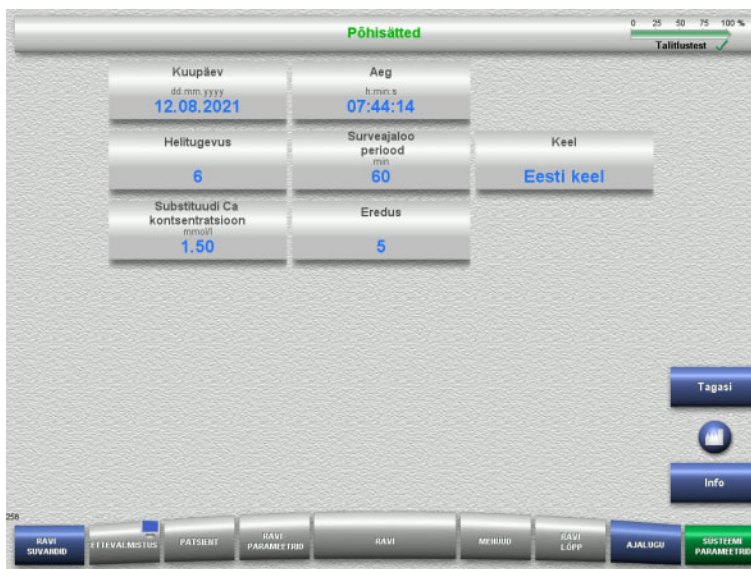 Põhisätted
0 25 50 75 100 %
Talitlustest
Kuupäev
dd.mm.yyyy
12.08.2021
Aeg
h:min:s
07:44:14
Helitugevus
6
Surveajaloo
periood
min
60
Keel
Eesti keel
Substituudi Ca
kontsentratsioon
mmol/l
1.50
Eredus
5
Tagasi
Info
258
RAVI
SUVANDID
ETTEVALMISTUS
PATSIENT
RAVI
PARAMEETRID
RAVI
MENUUD
RAVI
LÕPP
AJALUGU
SUSTEEMI
PARAMEETRID